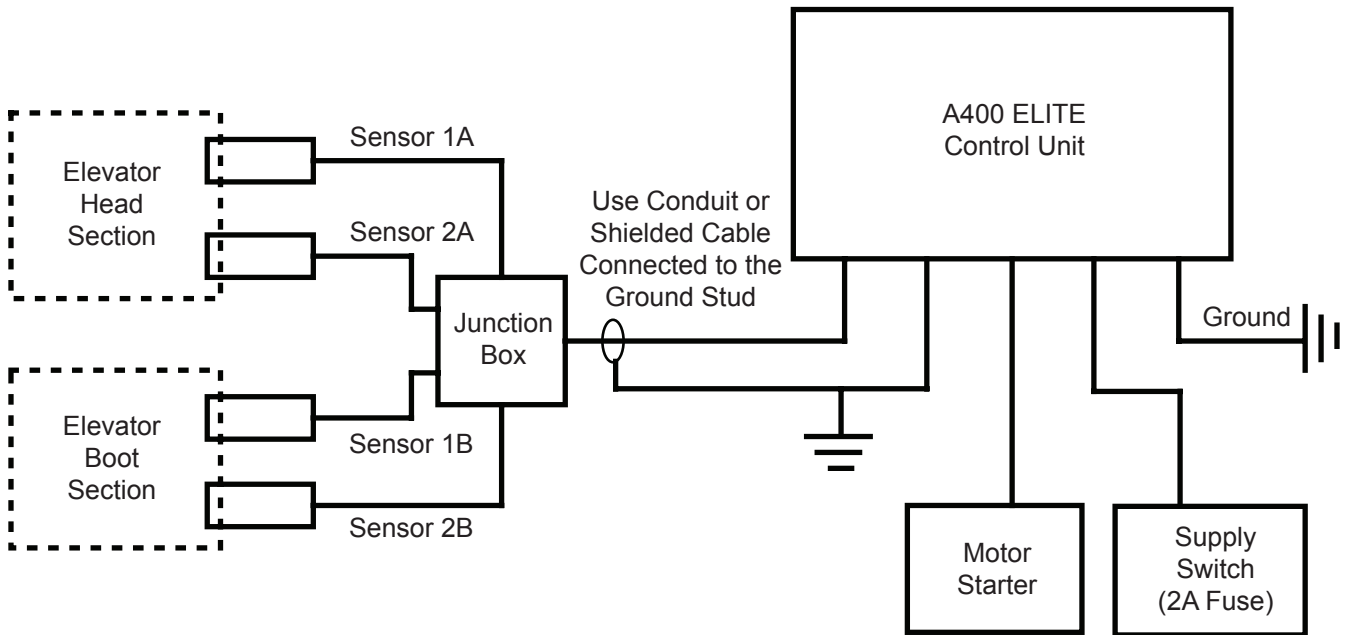 A400 ELITE
Control Unit
Sensor 1A
Elevator
Head
Section
Sensor 2A
Use Conduit or
Shielded Cable
Connected to the
Ground Stud
Junction
Box
Ground
Elevator
Boot
Section
Sensor 1B
Sensor 2B
Motor
Starter
Supply
Switch
(2A Fuse)